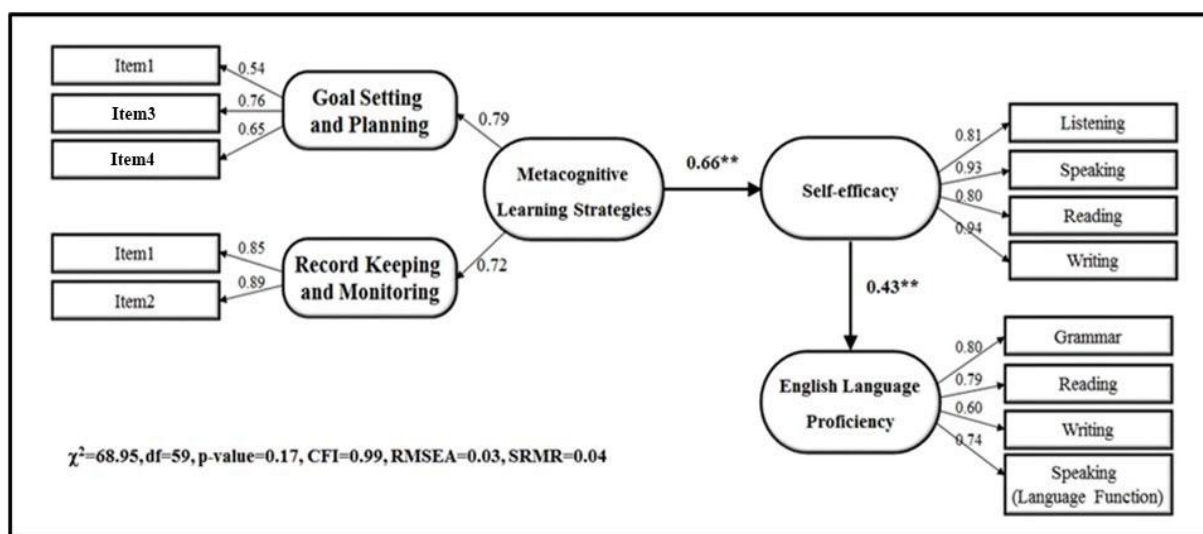 Item1
Item3
Item4
0.54
0.76
0.65
Goal Setting
and Planning
0.79
Item1
Item2
0.85
0.89
Record Keeping
and Monitoring
0.72
Metacognitive
Learning Strategies
0.66**
Self-efficacy
0.81
0.93
0.80
0.94
Listening
Speaking
Reading
Writing
0.43**
English Language
Proficiency
0.80
0.79
0.60
0.74
Grammar
Reading
Writing
Speaking
(Language Function)
χ²=68.95, df=59, p-value=0.17, CFI=0.99, RMSEA=0.03, SRMR=0.04